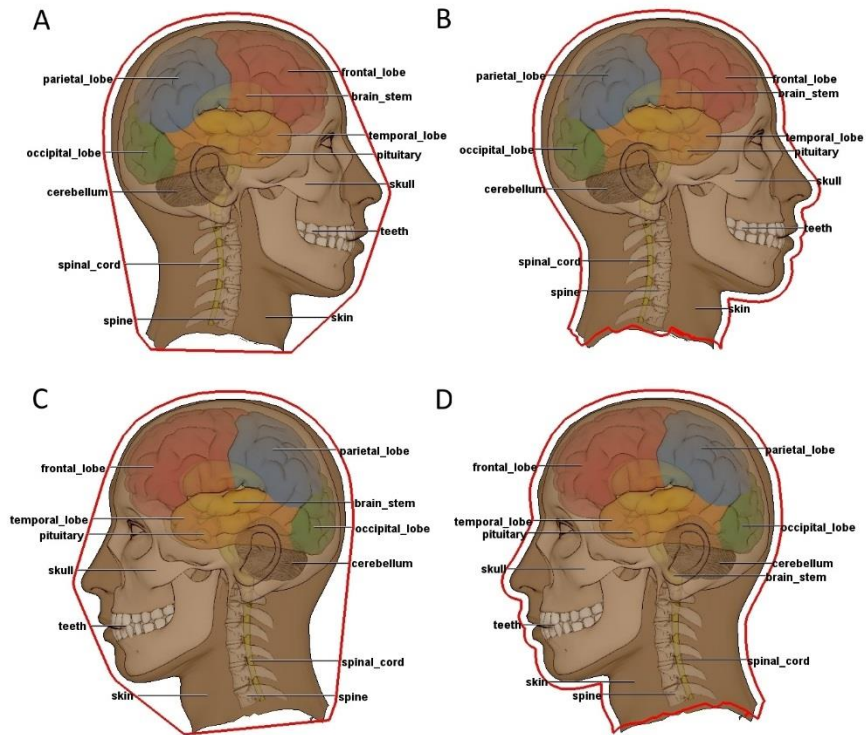 A
parietal_lobe
frontal_lobe
brain_stem
temporal_lobe
occipital_lobe
pituitary
cerebellum
skull
teeth
spinal_cord
spine
skin
B
parietal_lobe
frontal_lobe
brain_stem
temporal_lobe
occipital_lobe
pituitary
cerebellum
skull
teeth
spinal_cord
spine
skin
C
parietal_lobe
frontal_lobe
brain_stem
temporal_lobe
occipital_lobe
pituitary
cerebellum
skull
teeth
spinal_cord
skin
spine
D
parietal_lobe
frontal_lobe
temporal_lobe
occipital_lobe
pituitary
cerebellum
skull
brain_stem
teeth
spinal_cord
skin
spine